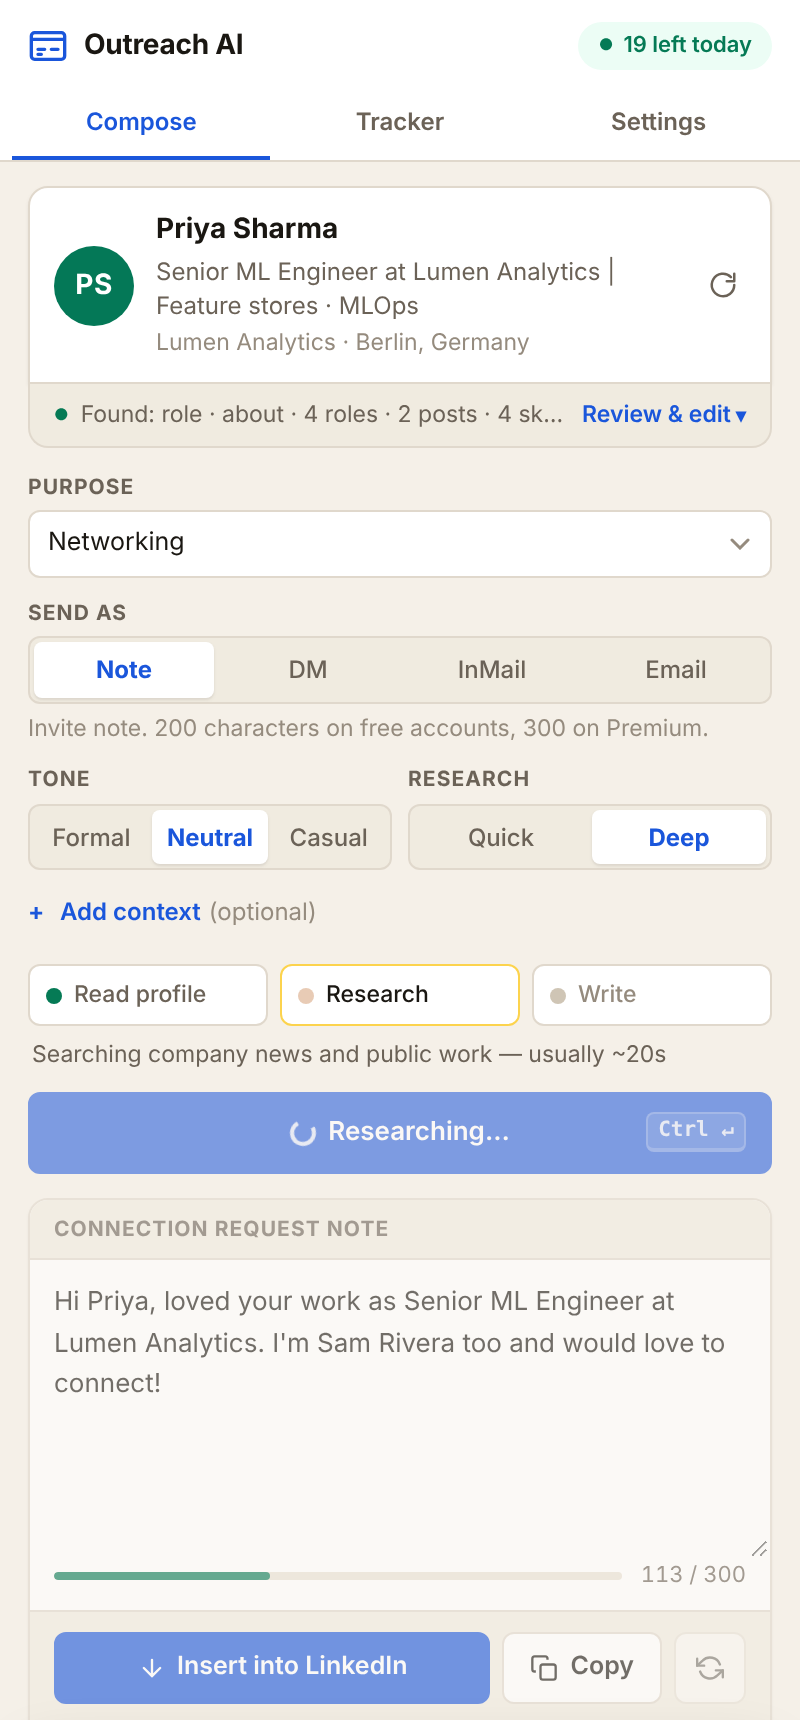 Outreach AI
19 left today
Compose
Tracker
Settings
PS
Priya Sharma
Senior ML Engineer at Lumen Analytics |
Feature stores · MLOps
Lumen Analytics · Berlin, Germany
Found: role · about · 4 roles · 2 posts · 4 sk...
Review & edit ▾
PURPOSE
Networking
SEND AS
Note
DM
InMail
Email
Invite note. 200 characters on free accounts, 300 on Premium.
TONE
RESEARCH
Formal
Neutral
Casual
Quick
Deep
+ Add context (optional)
Read profile
Research
Write
Searching company news and public work — usually ~20s
Researching...
Ctrl ↵
CONNECTION REQUEST NOTE
Hi Priya, loved your work as Senior ML Engineer at
Lumen Analytics. I'm Sam Rivera too and would love to
connect!
113 / 300
Insert into LinkedIn
Copy